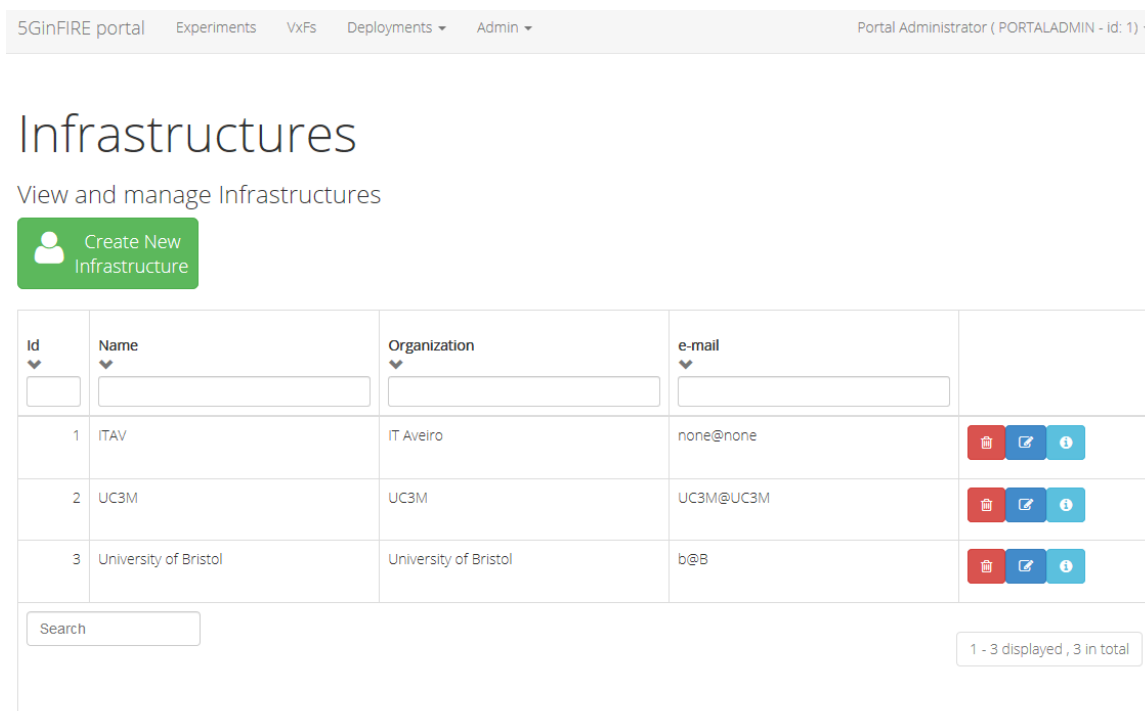 5GinFIRE portal Experiments VxFs Deployments Admin Portal Administrator ( PORTALADMIN - id: 1)
Infrastructures
View and manage Infrastructures
Create New
Infrastructure
Id Name Organization e-mail
1 ITAV IT Aveiro none@none
2 UC3M UC3M UC3M@UC3M
3 University of Bristol University of Bristol b@B
Search
1 - 3 displayed , 3 in total